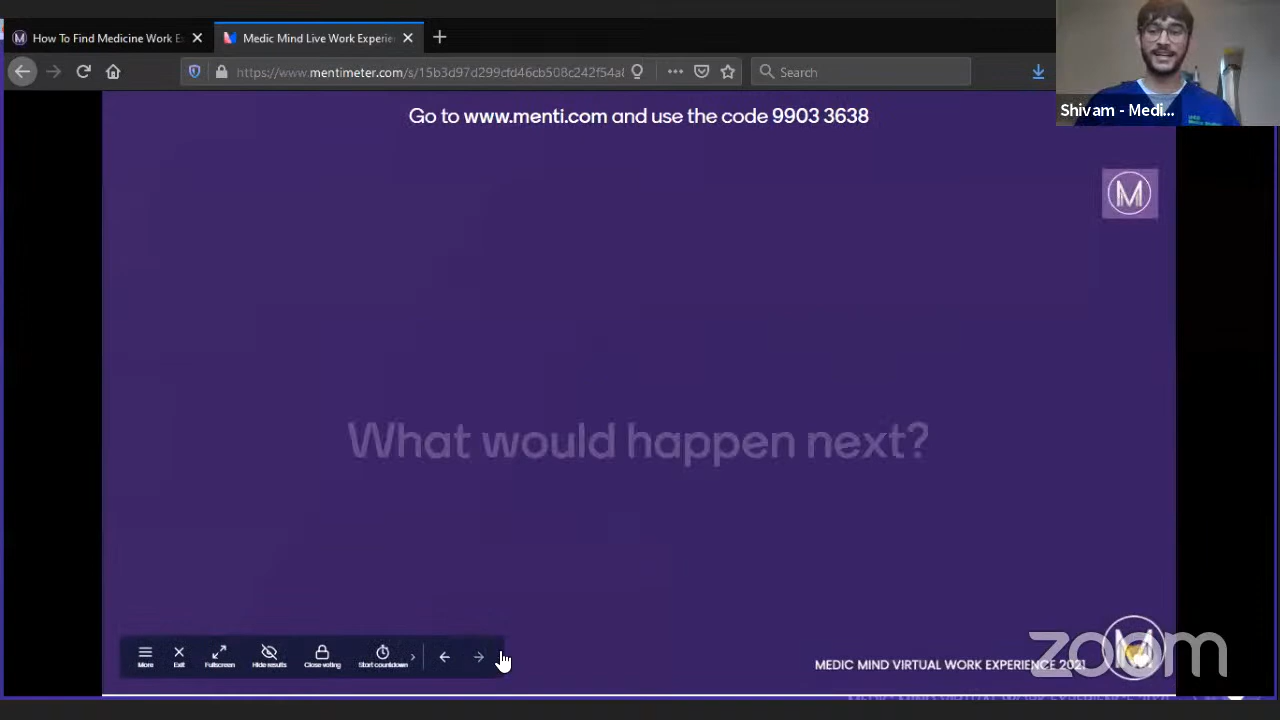 How To Find Medicine Work E
Medic Mind Live Work Experie
https://www.mentimeter.com/s/15b3d97d299cfd46cb508c242f54a8
Search
Shivam - Medi...
Go to www.menti.com and use the code 9903 3638
M
What would happen next?
More
Exit
Fullscreen
Hide results
Close voting
Start countdown
MEDIC MIND VIRTUAL WORK EXPERIENCE 2021
zoom